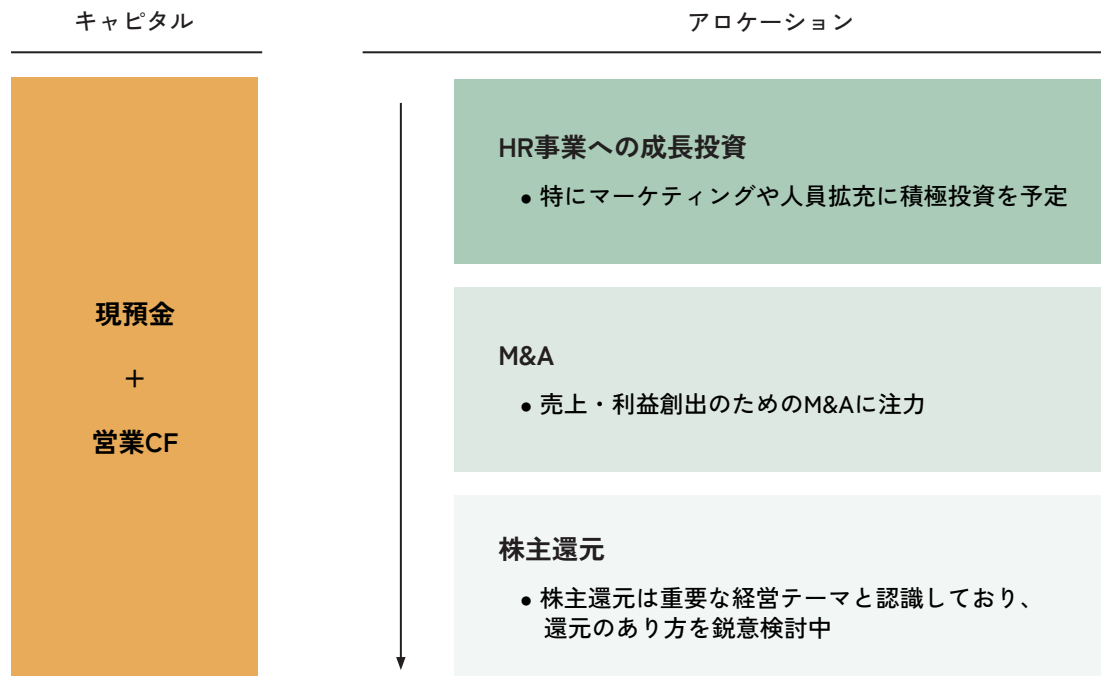 キャピタル
アロケーション
現預金
+
営業CF
HR事業への成長投資
• 特にマーケティングや人員拡充に積極投資を予定
M&A
• 売上・利益創出のためのM&Aに注力
株主還元
• 株主還元は重要な経営テーマと認識しており、
還元のあり方を鋭意検討中